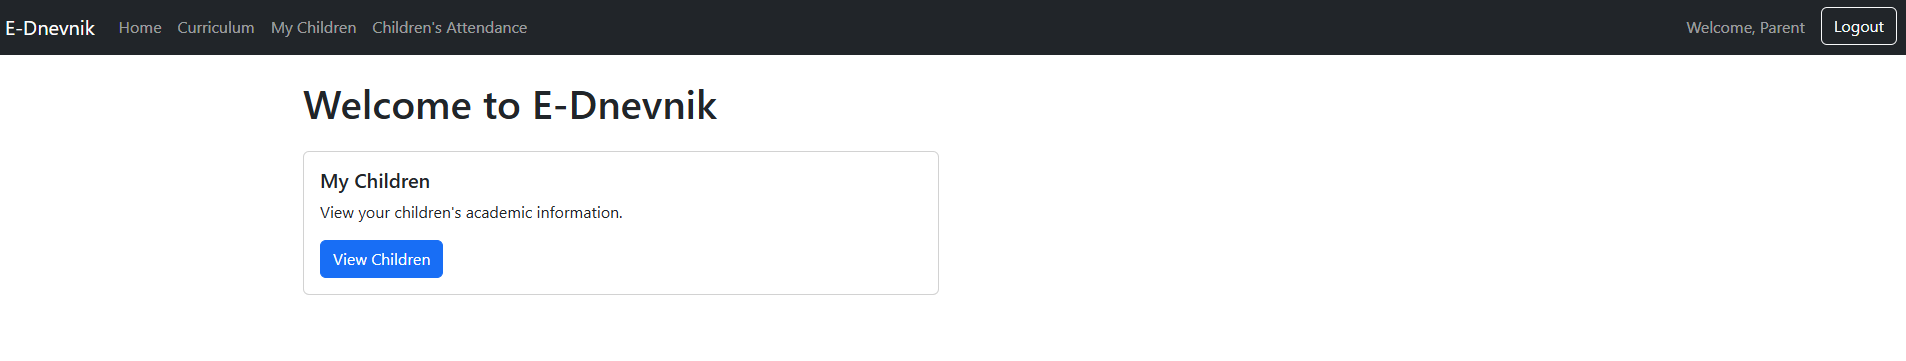 E-Dnevnik Home Curriculum My Children Children's Attendance Welcome, Parent Logout
Welcome to E-Dnevnik
My Children
View your children's academic information.
View Children